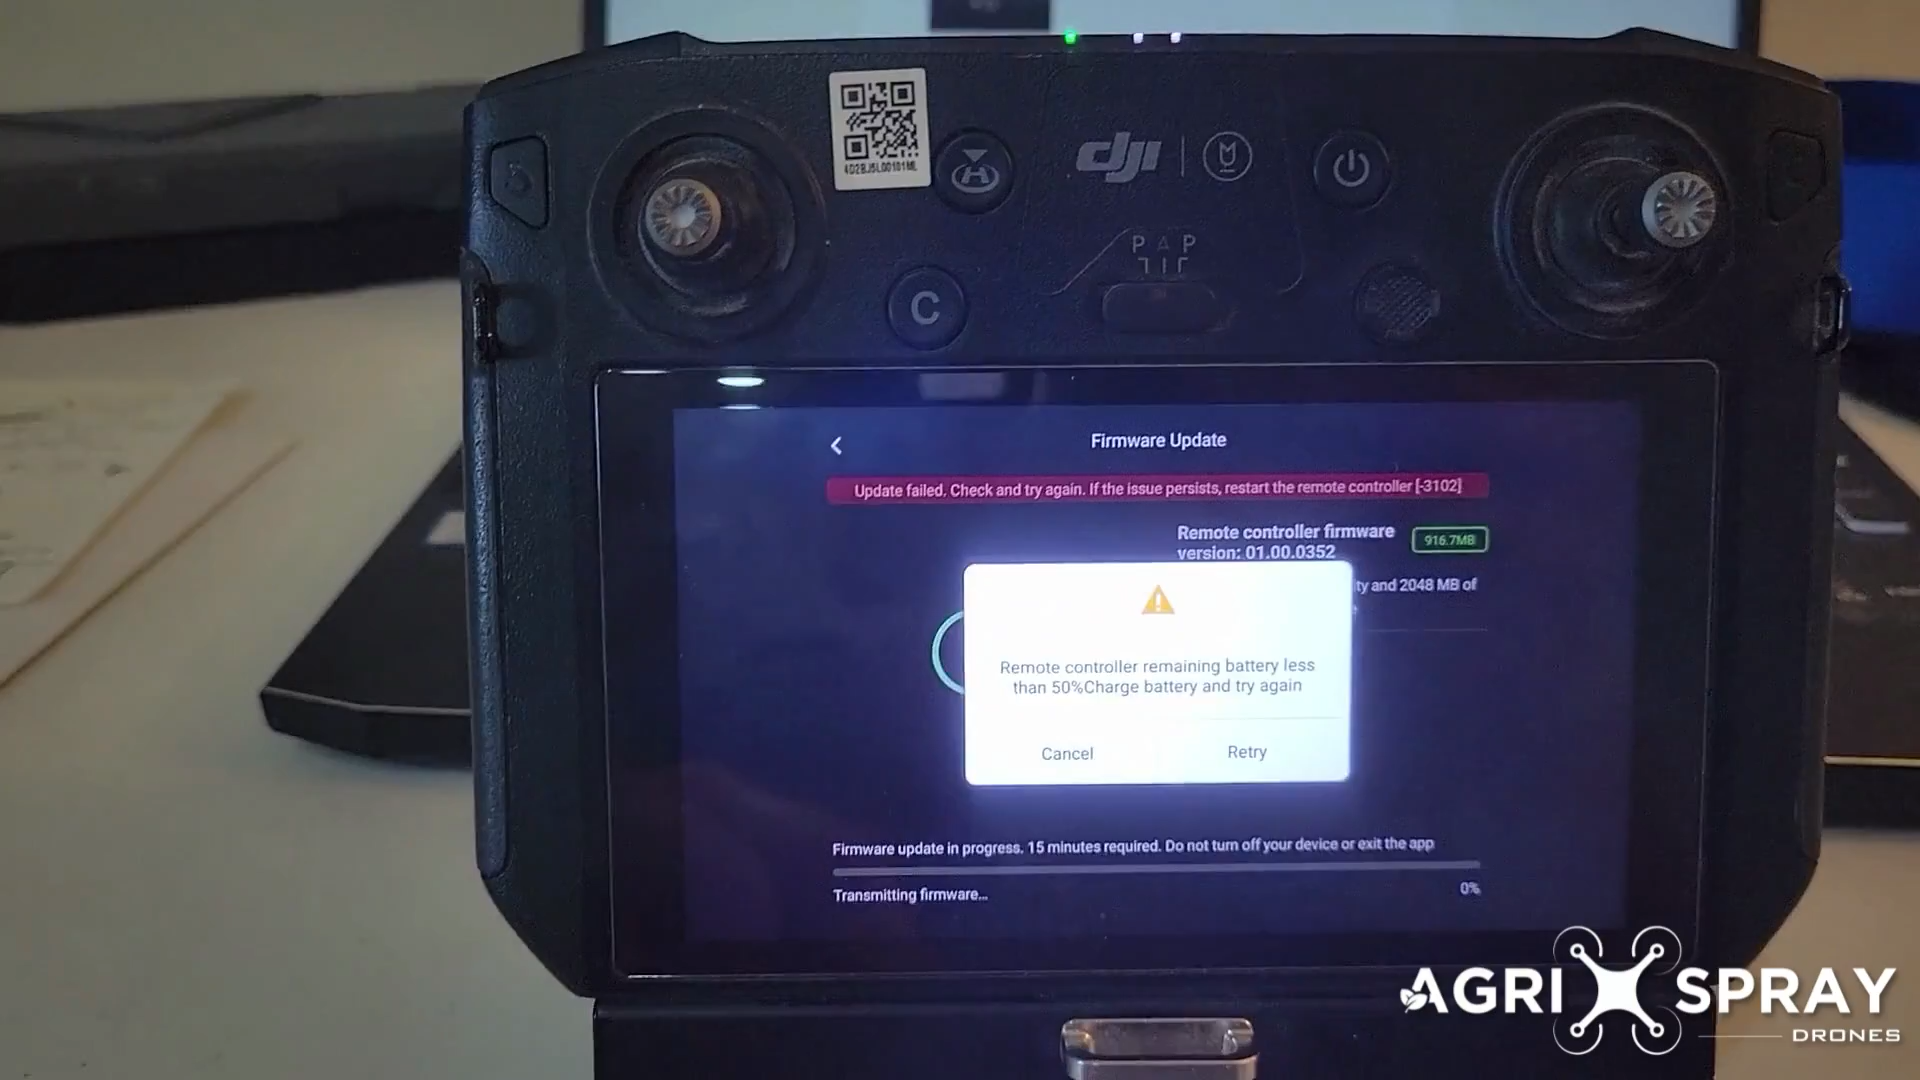 4D2BJ5L00101ML
dji
P A P
5
C
Firmware Update
Update failed. Check and try again. If the issue persists, restart the remote controller [-3102]
Remote controller firmware
version: 01.00.0352
916.7MB
ty and 2048 MB of
Remote controller remaining battery less
than 50%Charge battery and try again
Cancel
Retry
Firmware update in progress. 15 minutes required. Do not turn off your device or exit the app
Transmitting firmware...
0%
AGRI SPRAY
DRONES